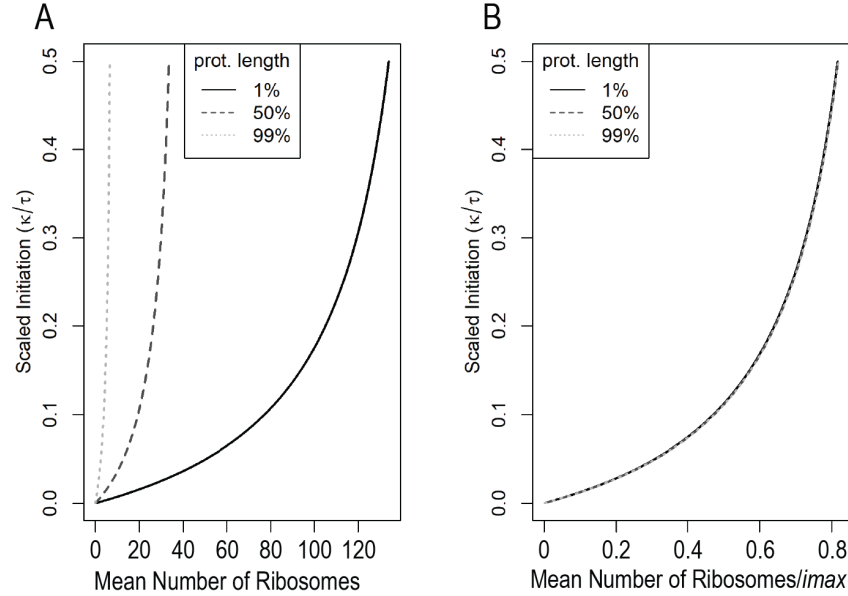 A
Scaled Initiation (κ/τ)
0.5
0.4
0.3
0.2
0.1
0.0
prot. length
1%
50%
99%
0 20 40 60 80 100 120
Mean Number of Ribosomes
B
Scaled Initiation (κ/τ)
0.5
0.4
0.3
0.2
0.1
0.0
prot. length
1%
50%
99%
0 0.2 0.4 0.6 0.8
Mean Number of Ribosomes/imax